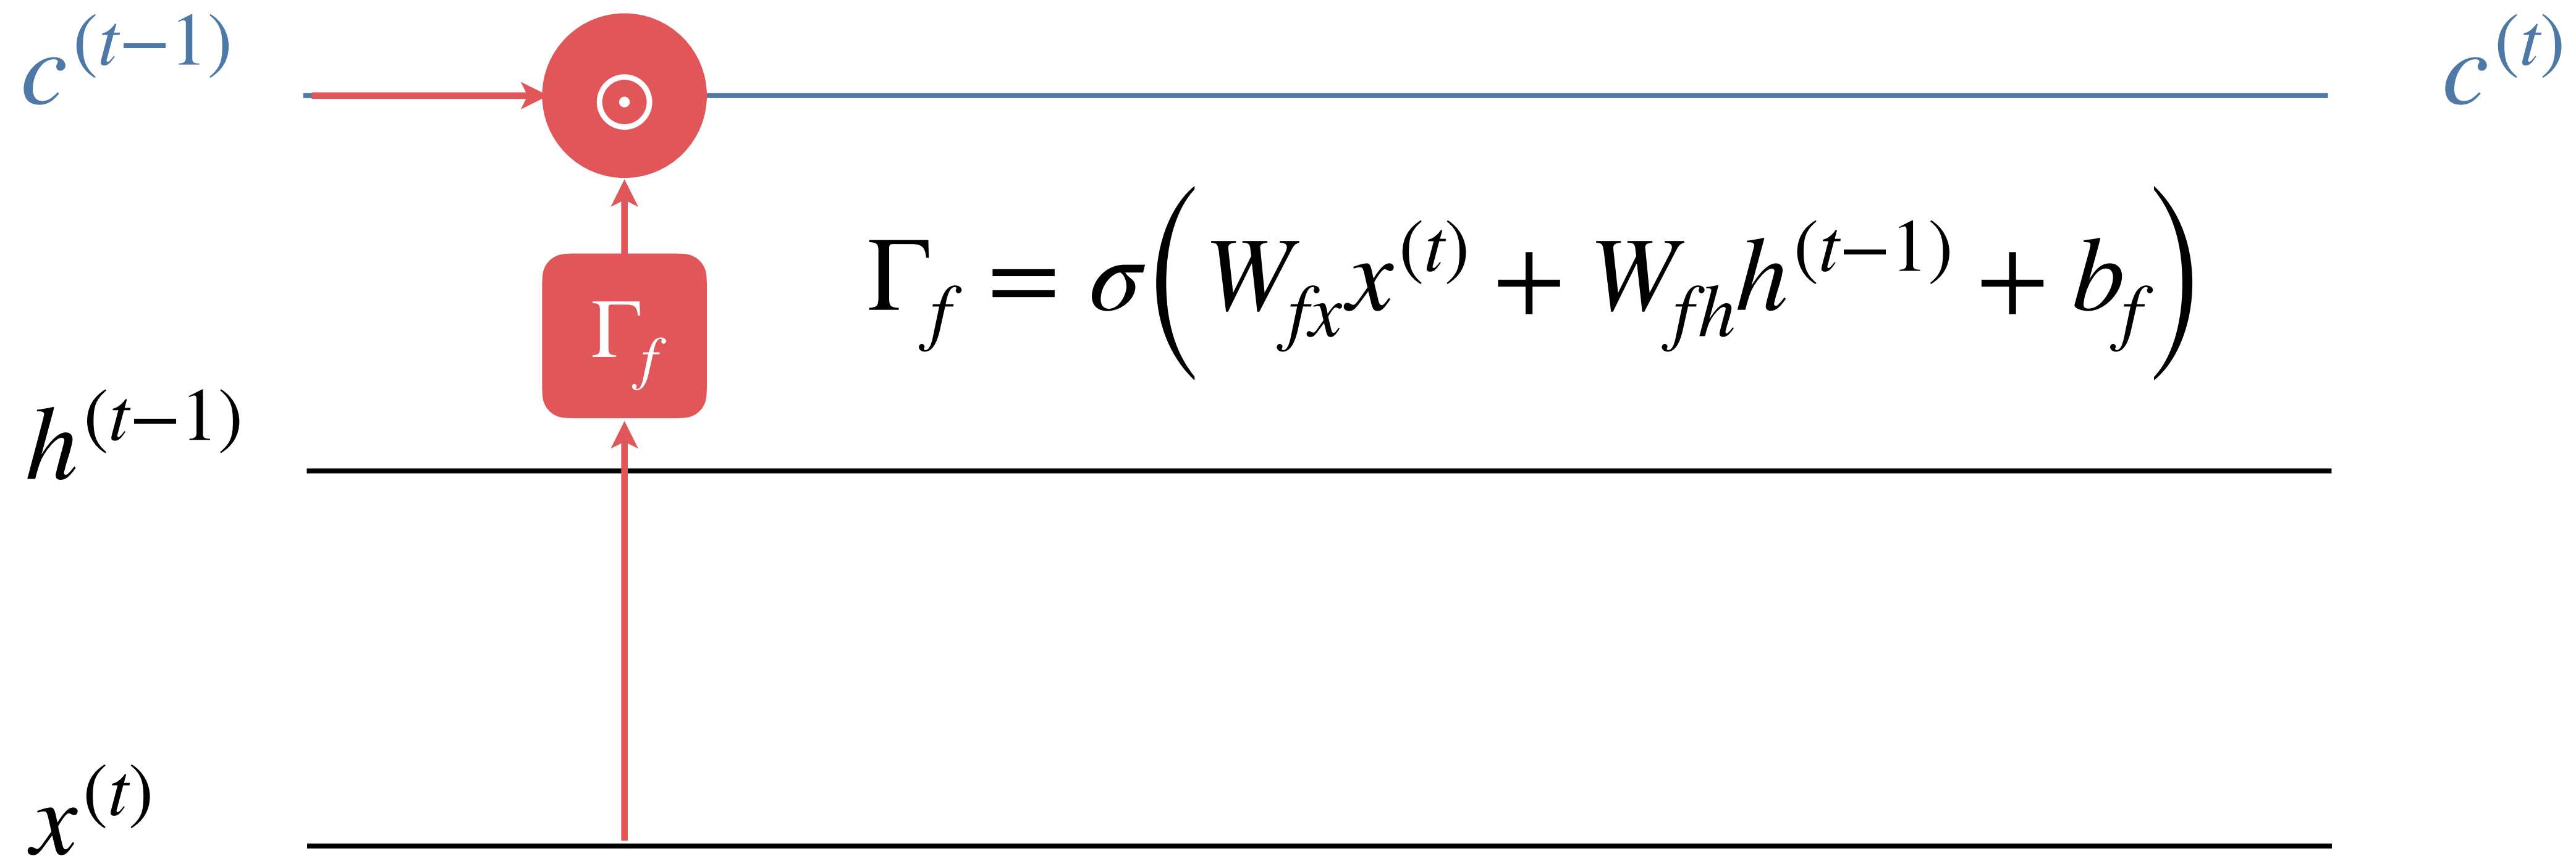 c^{(t-1)}
c^{(t)}
⊙
Γ_f = σ(W_{fx}x^{(t)} + W_{fh}h^{(t-1)} + b_f)
Γ_f
h^{(t-1)}
x^{(t)}